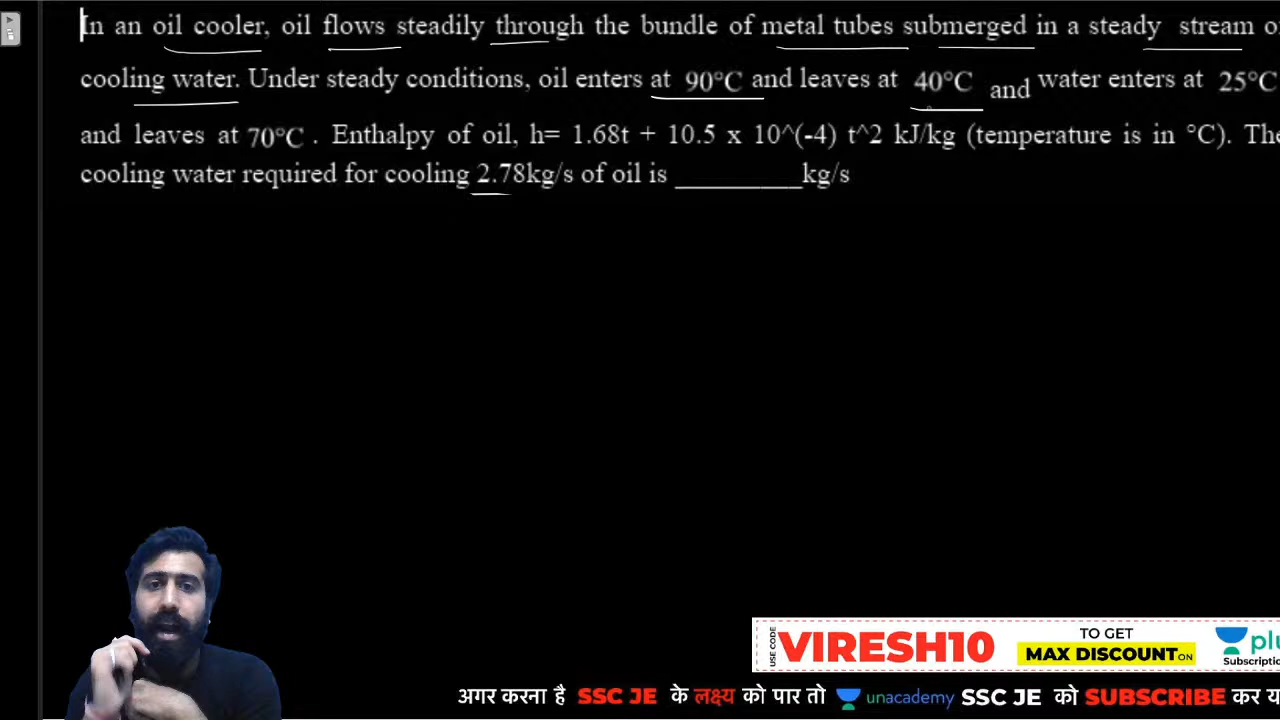 In an oil cooler, oil flows steadily through the bundle of metal tubes submerged in a steady stream o
cooling water. Under steady conditions, oil enters at 90°C and leaves at 40°C and water enters at 25°C
and leaves at 70°C . Enthalpy of oil, h= 1.68t + 10.5 x 10^(-4) t^2 kJ/kg (temperature is in °C). The
cooling water required for cooling 2.78kg/s of oil is __________kg/s
USE CODE
VIRESH10
TO GET
MAX DISCOUNT ON
plu
Subscriptio
अगर करना है SSC JE के लक्ष्य को पार तो unacademy SSC JE को SUBSCRIBE कर य